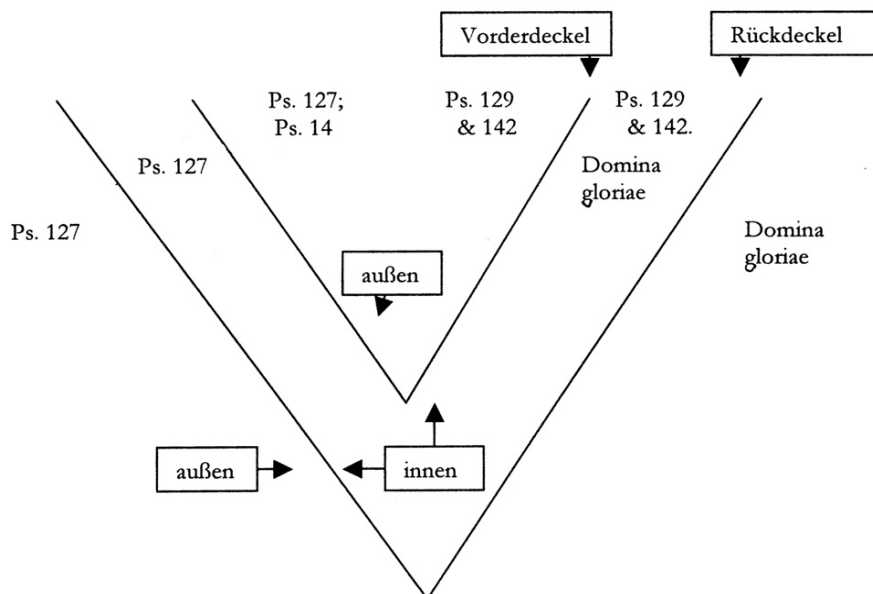 Vorderdeckel
Rückdeckel
Ps. 127;
Ps. 14
Ps. 129
& 142
Ps. 129
& 142.
Ps. 127
Domina
gloriae
Ps. 127
Domina
gloriae
außen
außen
innen